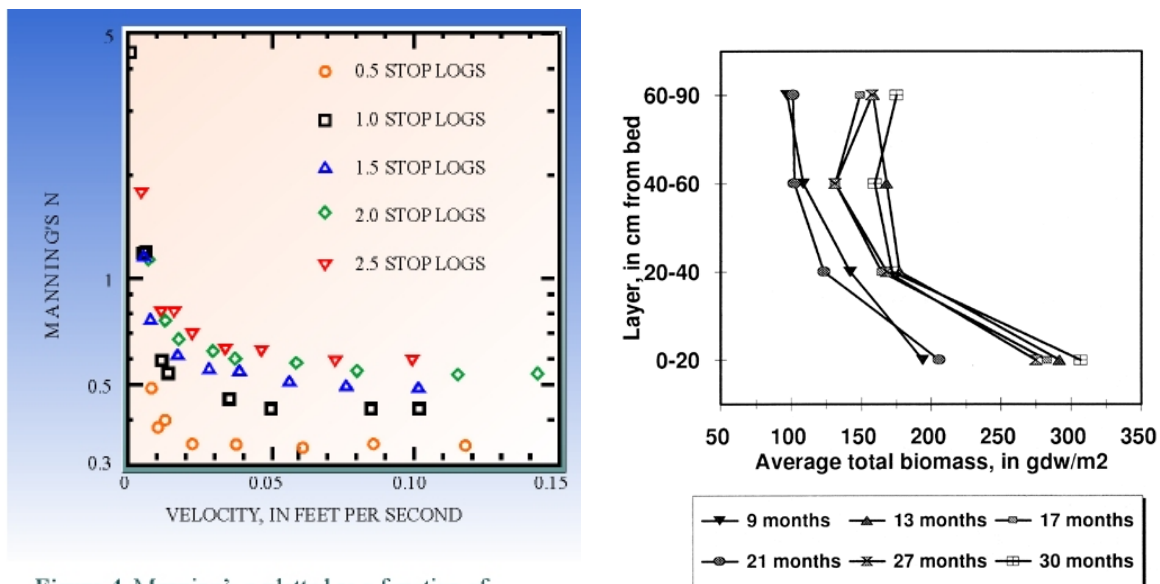 5
0.5 STOP LOGS
1.0 STOP LOGS
1.5 STOP LOGS
2.0 STOP LOGS
2.5 STOP LOGS
MANNING'S N
1
0.5
0.3
0
0.05
0.10
0.15
VELOCITY, IN FEET PER SECOND
60-90
40-60
20-40
0-20
Layer, in cm from bed
50 100 150 200 250 300 350
Average total biomass, in gdw/m2
9 months 13 months 17 months
21 months 27 months 30 months